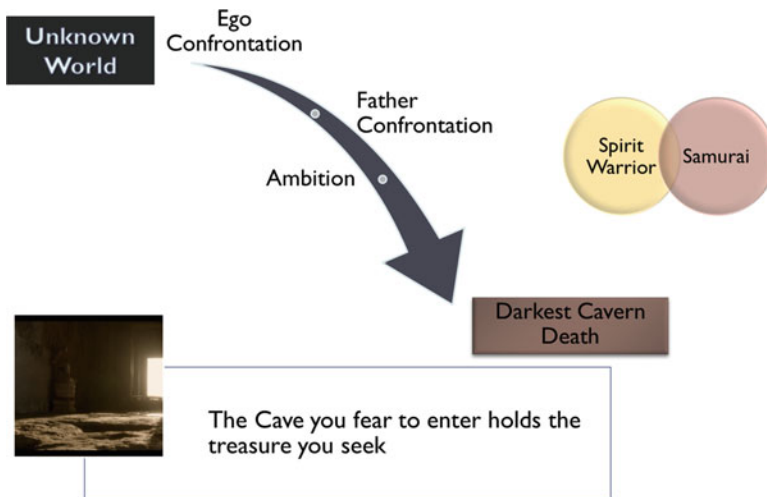 Unknown
World
Ego
Confrontation
Father
Confrontation
Ambition
Spirit
Warrior
Samurai
Darkest Cavern
Death
The Cave you fear to enter holds the
treasure you seek